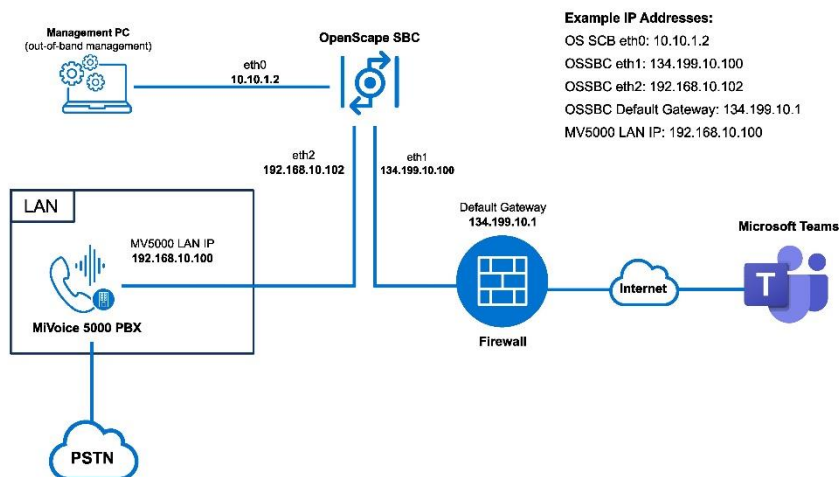 Management PC
(out-of-band management)
eth0
10.10.1.2
OpenScape SBC
Example IP Addresses:
OS SCB eth0: 10.10.1.2
OSSBC eth1: 134.199.10.100
OSSBC eth2: 192.168.10.102
OSSBC Default Gateway: 134.199.10.1
MV5000 LAN IP: 192.168.10.100
eth2
192.168.10.102
eth1
134.199.10.100
LAN
MV5000 LAN IP
192.168.10.100
MiVoice 5000 PBX
Default Gateway
134.199.10.1
Firewall
Internet
Microsoft Teams
T
PSTN